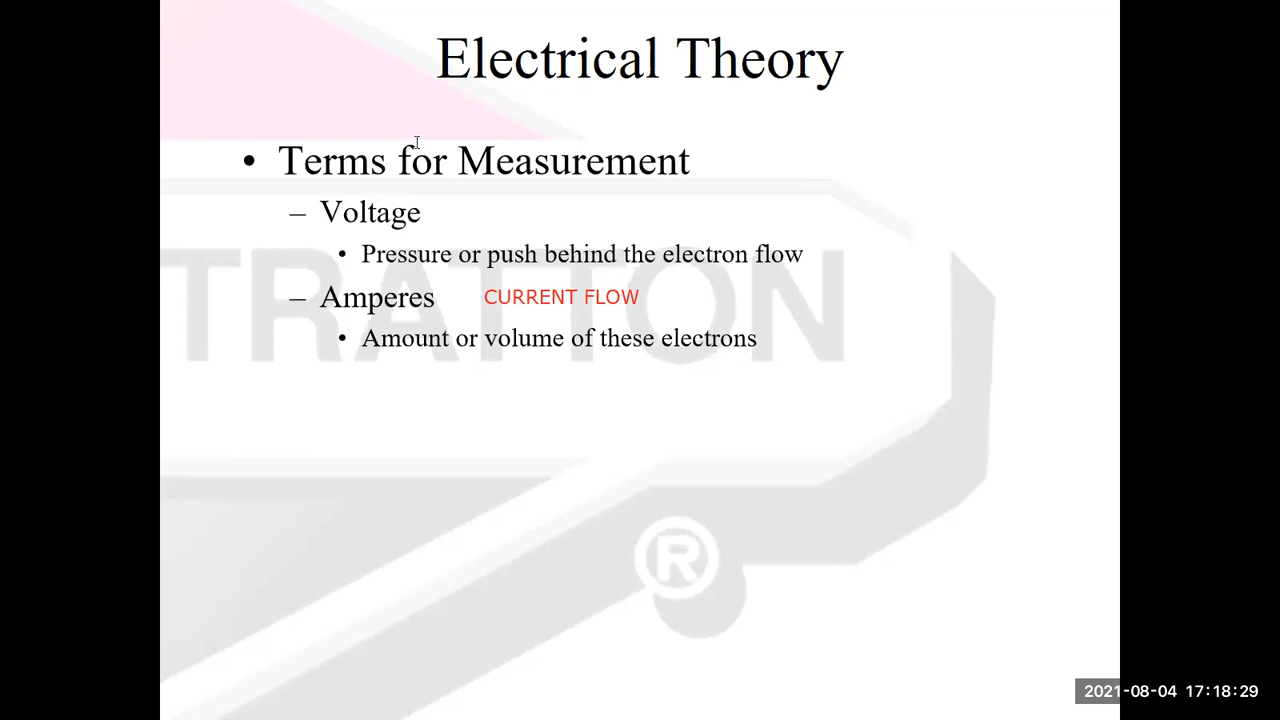 Electrical Theory
• Terms for Measurement
– Voltage
• Pressure or push behind the electron flow
– Amperes CURRENT FLOW
• Amount or volume of these electrons
TRATTON
®
2021-08-04 17:18:29